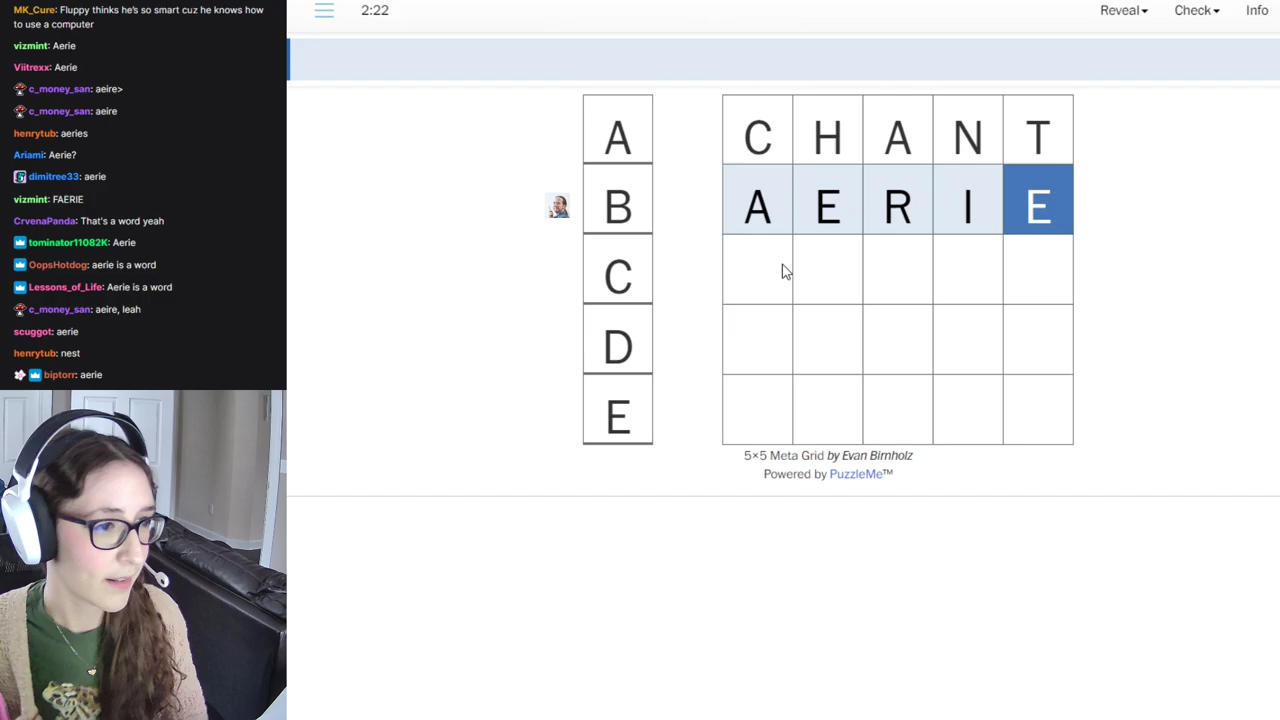 MK_Cure: Fluppy thinks he's so smart cuz he knows how
to use a computer
vizmint: Aerie
Viitrexx: Aerie
c_money_san: aeire>
c_money_san: aeire
henrytub: aeries
Ariami: Aerie?
dimitree33: aerie
vizmint: FAERIE
CrvenaPanda: That's a word yeah
tominator11082K: Aerie
OopsHotdog: aerie is a word
Lessons_of_Life: Aerie is a word
c_money_san: aeire, leah
scuggot: aerie
henrytub: nest
biptorr: aerie
2:22
Reveal
Check
Info
A C H A N T
B A E R I E
C
D
E
5×5 Meta Grid by Evan Birnholz
Powered by PuzzleMe™